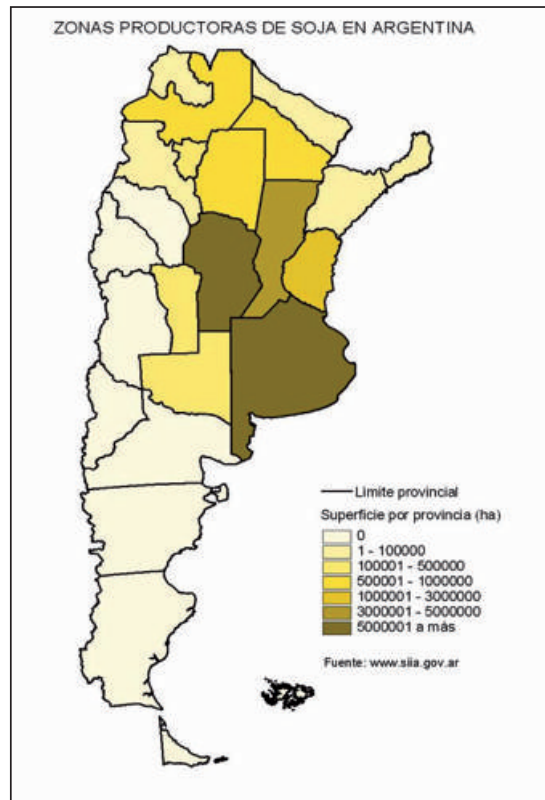 ZONAS PRODUCTORAS DE SOJA EN ARGENTINA
Límite provincial
Superficie por provincia (ha)
0
1 - 100000
100001 - 500000
500001 - 1000000
1000001 - 3000000
3000001 - 5000000
5000001 a más
Fuente: www.siia.gov.ar